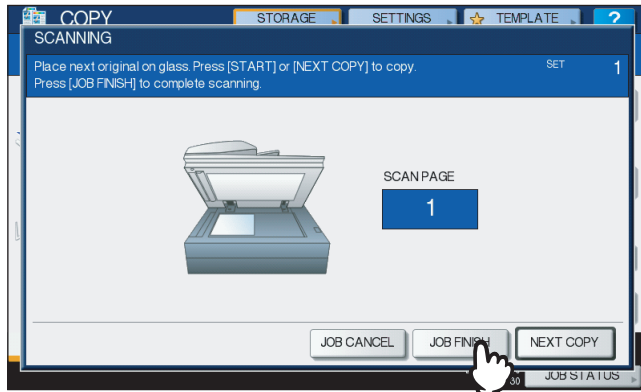 COPY
STORAGE
SETTINGS
TEMPLATE
?
SCANNING
Place next original on glass. Press [START] or [NEXT COPY] to copy.
Press [JOB FINISH] to complete scanning.
SET 1
SCAN PAGE
1
JOB CANCEL
JOB FINISH
NEXT COPY
30
JOB STATUS